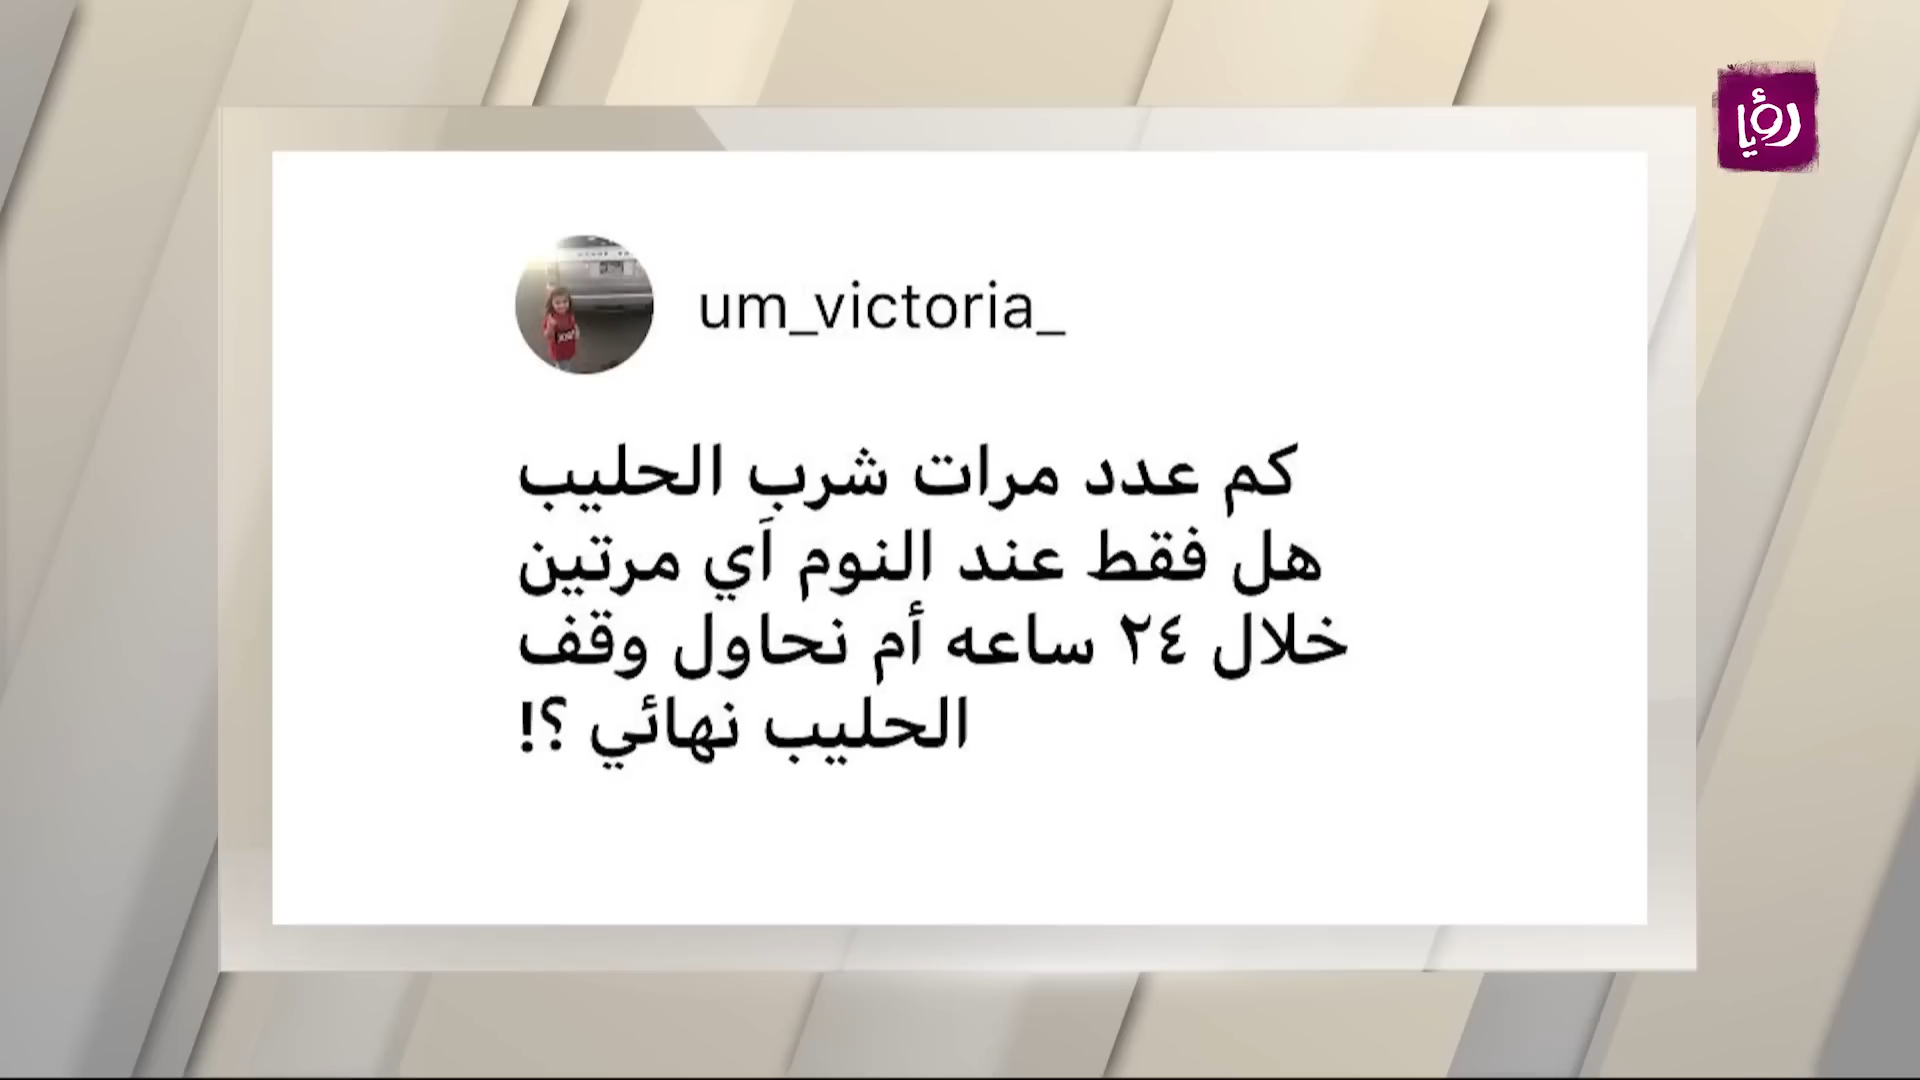 رؤيا
um_victoria_
كم عدد مرات شرب الحليب
هل فقط عند النوم اَي مرتين
خلال ٢٤ ساعه أم نحاول وقف
الحليب نهائي ؟!